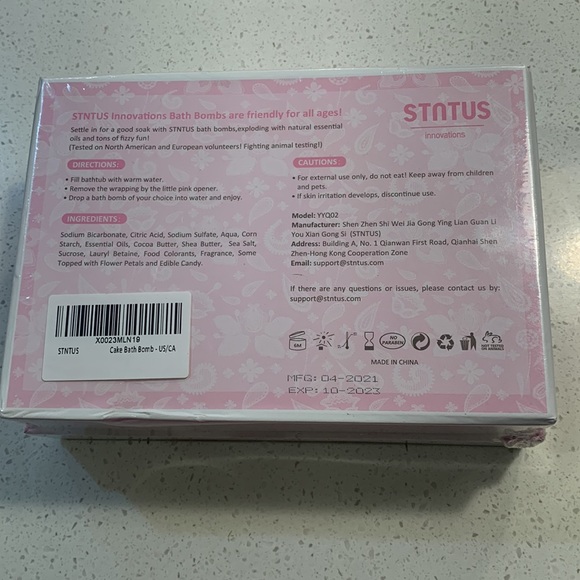 STNTUS Innovations Bath Bombs are friendly for all ages!
Settle in for a good soak with STNTUS bath bombs,exploding with natural essential
oils and tons of fizzy fun!
(Tested on North American and European volunteers! Fighting animal testing!)
DIRECTIONS:
• Fill bathtub with warm water.
• Remove the wrapping by the little pink opener.
• Drop a bath bomb of your choice into water and enjoy.
INGREDIENTS
Sodium Bicarbonate, Citric Acid, Sodium Sulfate, Aqua, Corn
Starch, Essential Oils, Cocoa Butter, Shea Butter, Sea Salt,
Sucrose, Lauryl Betaine, Food Colorants, Fragrance, Some
Topped with Flower Petals and Edible Candy.
X0023MLN19
STNTUS Cake Bath Bomb - US/CA
STNTUS
innovations
CAUTIONS
• For external use only, do not eat! Keep away from children
and pets.
• If skin irritation develops, discontinue use.
Model: YYQ02
Manufacturer: Shen Zhen Shi Wei Jia Gong Ying Lian Guan Li
You Xian Gong Si (STNTUS)
Address: Building A, No. 1 Qianwan First Road, Qianhai Shen
Zhen-Hong Kong Cooperation Zone
Email: support@stntus.com
If there are any questions or issues, please contact us by:
support@stntus.com
6M
NO
PARABEN
NOT TESTED
ON ANIMALS
MADE IN CHINA
MFG: 04-2021
EXP: 10-2023